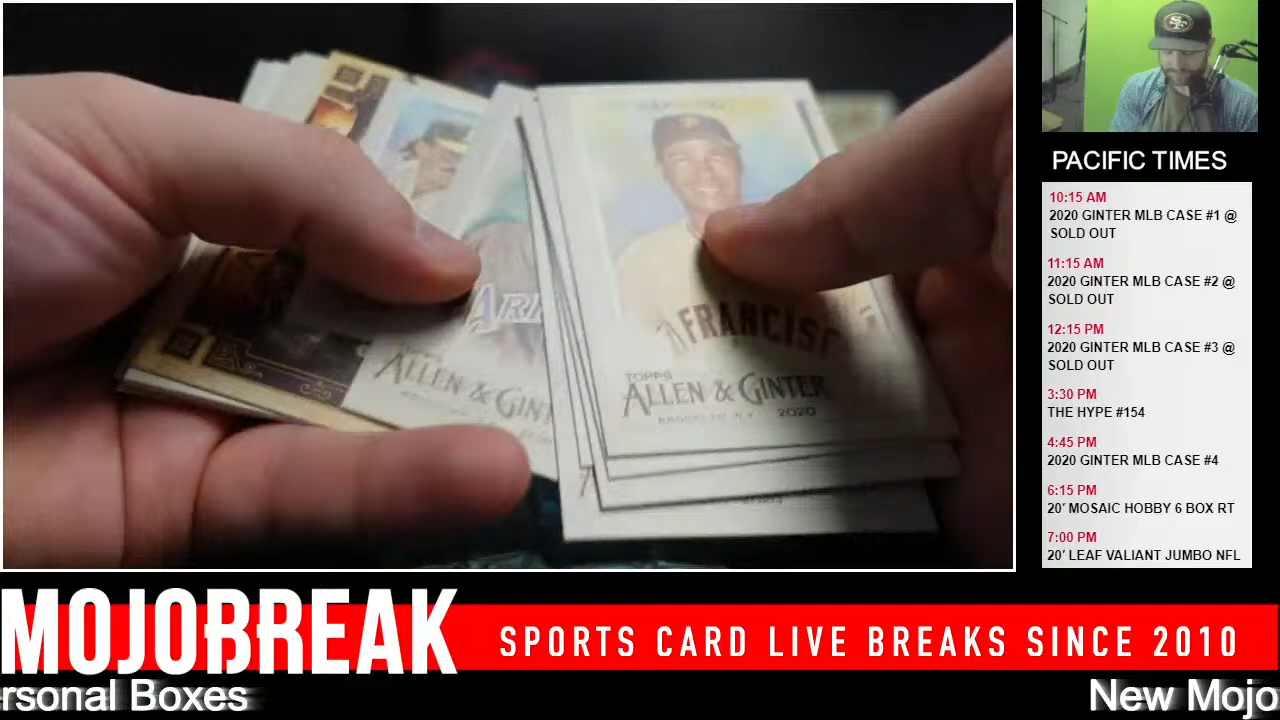 FRANCISC
TOPPS
ALLEN & GINTER
BROOKLYN, N.Y. 2020
ALLEN & GINT
PACIFIC TIMES
10:15 AM
2020 GINTER MLB CASE #1 @
SOLD OUT
11:15 AM
2020 GINTER MLB CASE #2 @
SOLD OUT
12:15 PM
2020 GINTER MLB CASE #3 @
SOLD OUT
3:30 PM
THE HYPE #154
4:45 PM
2020 GINTER MLB CASE #4
6:15 PM
20' MOSAIC HOBBY 6 BOX RT
7:00 PM
20' LEAF VALIANT JUMBO NFL
MOJOBREAK
SPORTS CARD LIVE BREAKS SINCE 2010
rsonal Boxes
New Mojo